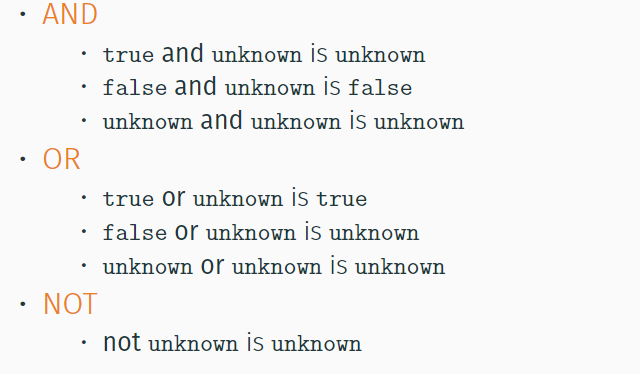 • AND
• true and unknown is unknown
• false and unknown is false
• unknown and unknown is unknown
• OR
• true or unknown is true
• false or unknown is unknown
• unknown or unknown is unknown
• NOT
• not unknown is unknown